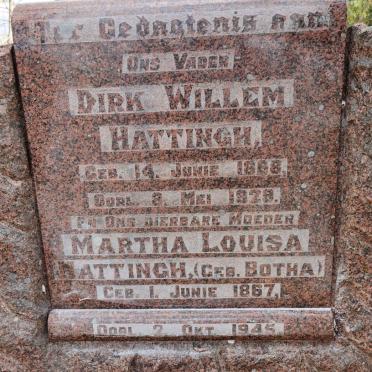 Ter Gedagtenis aan
Ons Vader
Dirk Willem
Hattingh,
Geb. 14. Junie 1868,
Oorl. 8. Mei 1929.
En Ons Dierbare Moeder
Martha Louisa
Hattingh, (Geb. Botha)
Geb. 1. Junie 1867,
Oorl. 2. Okt. 1945.